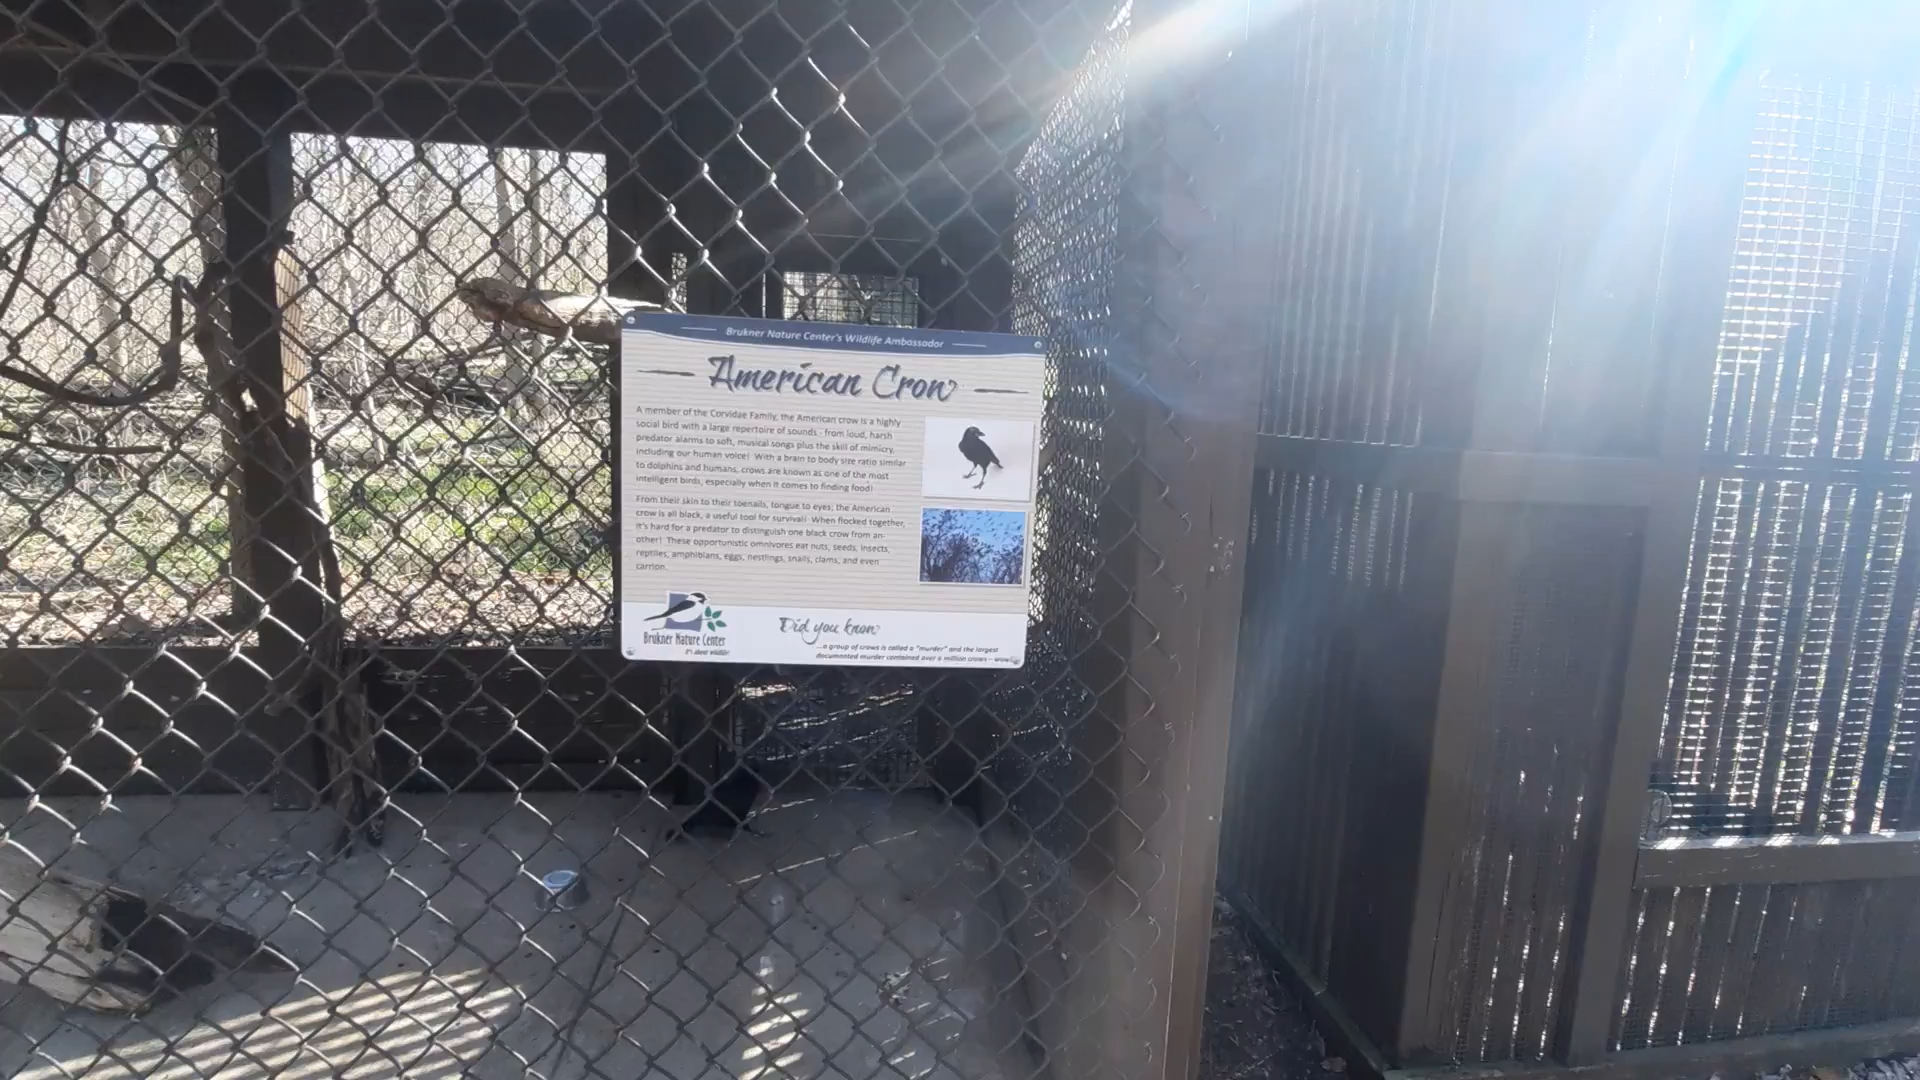 Brukner Nature Center's Wildlife Ambassador
American Crow
A member of the Corvidae Family, the American crow is a highly
social bird with a large repertoire of sounds - from loud, harsh
predator alarms to soft, musical songs plus the skill of mimicry,
including our human voice! With a brain to body size ratio similar
to dolphins and humans, crows are known as one of the most
intelligent birds, especially when it comes to finding food!
From their skin to their toenails, tongue to eyes, the American
crow is all black, a useful tool for survival! When flocked together,
it's hard for a predator to distinguish one black crow from an-
other! These opportunistic omnivores eat nuts, seeds, insects,
reptiles, amphibians, eggs, nestlings, snails, clams, and even
carrion.
Brukner Nature Center
It's about wildlife!
Did you know
...a group of crows is called a "murder" and the largest
documented murder contained over a million crows – wow!